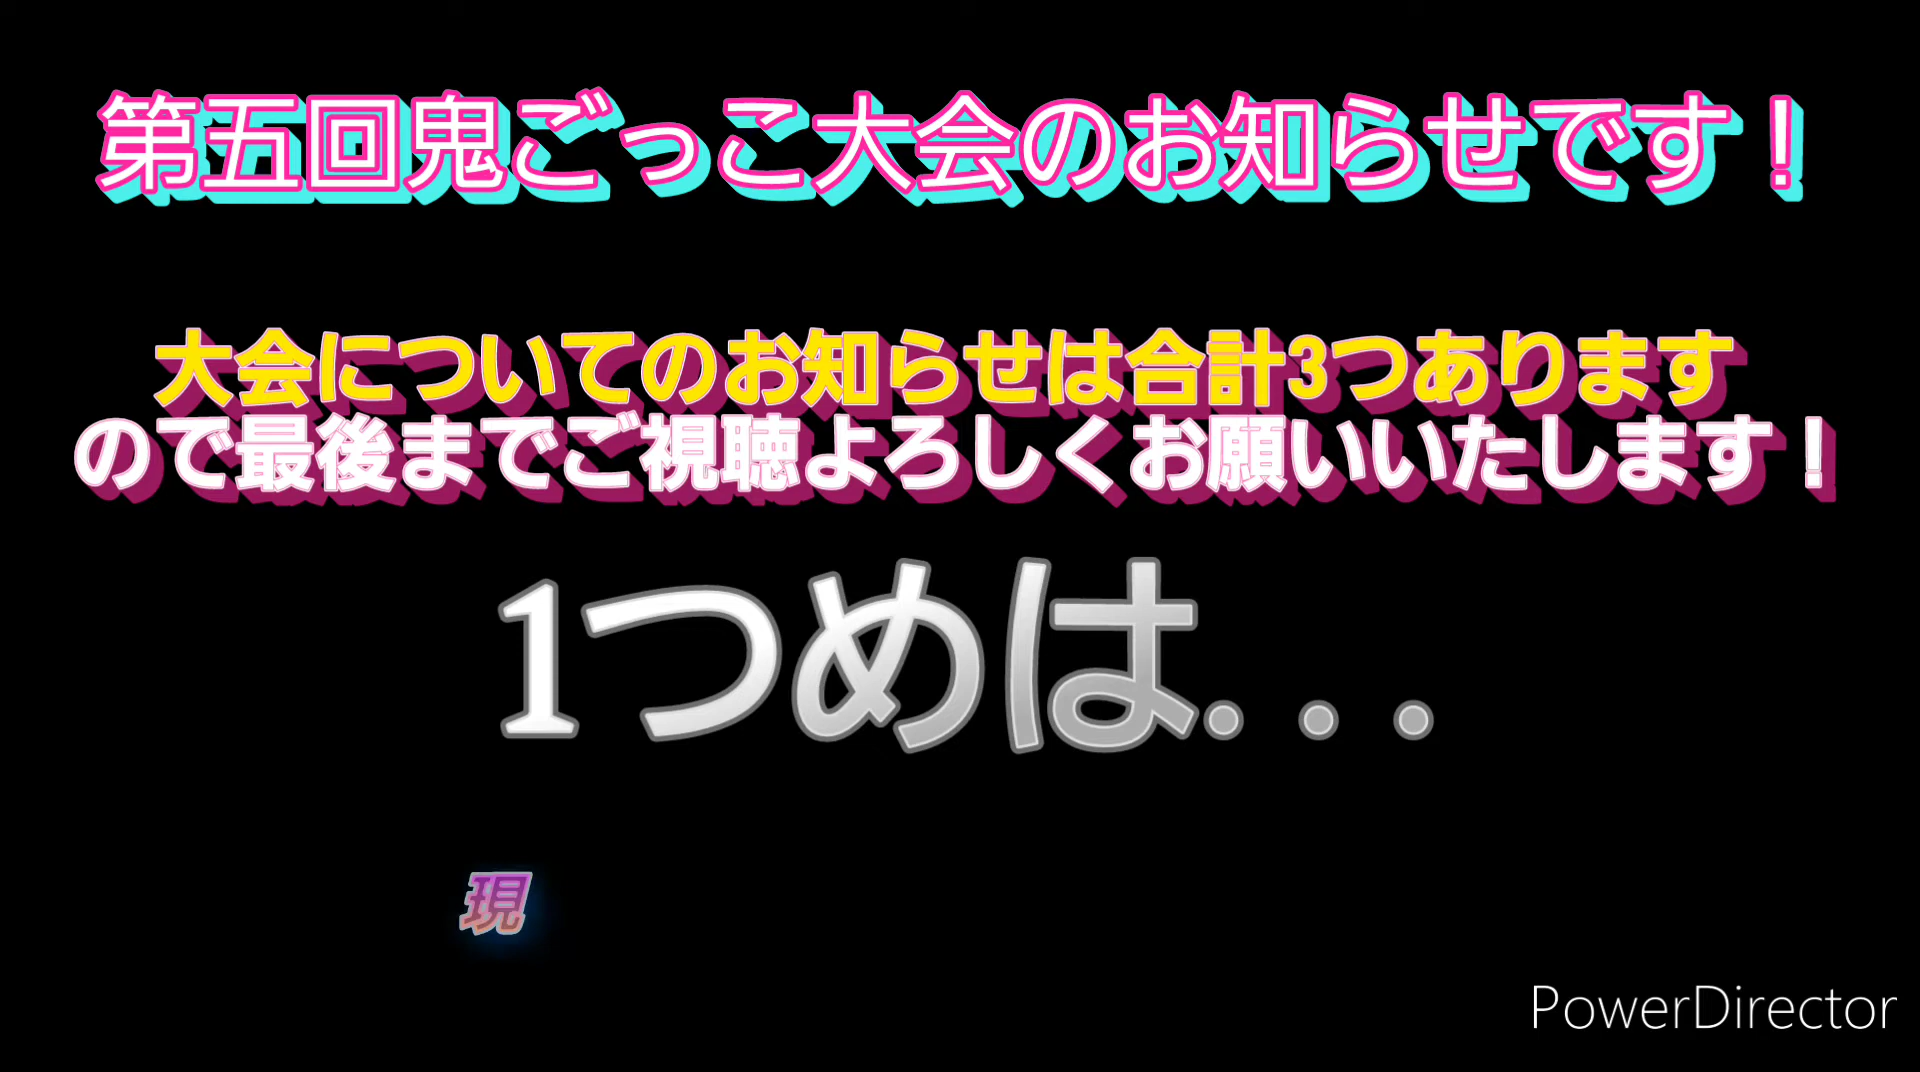 第五回鬼ごっこ大会のお知らせです！
大会についてのお知らせは合計3つあります
ので最後までご視聴よろしくお願いいたします！
1つめは...
現
PowerDirector